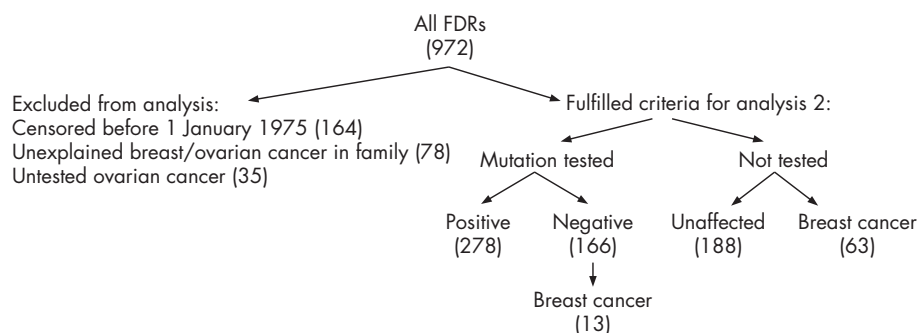 All FDRs
(972)
Excluded from analysis:
Censored before 1 January 1975 (164)
Unexplained breast/ovarian cancer in family (78)
Untested ovarian cancer (35)
Fulfilled criteria for analysis 2:
Mutation tested
Not tested
Positive
(278)
Negative
(166)
Unaffected
(188)
Breast cancer
(63)
Breast cancer
(13)